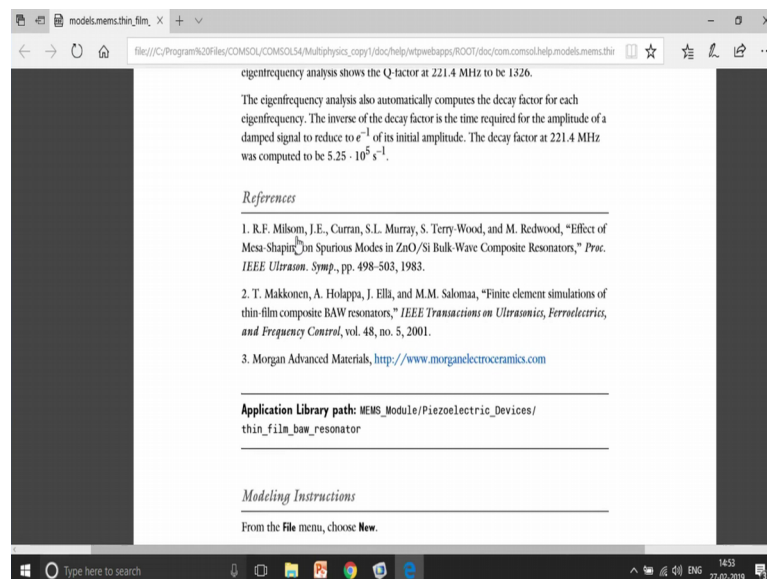 models.mems.thin_film_
file:///C:/Program%20Files/COMSOL/COMSOL54/Multiphysics_copy1/doc/help/wtpwebapps/ROOT/doc/com.comsol.help.models.mems.thir
eigenfrequency analysis shows the Q-factor at 221.4 MHz to be 1326.
The eigenfrequency analysis also automatically computes the decay factor for each
eigenfrequency. The inverse of the decay factor is the time required for the amplitude of a
damped signal to reduce to e⁻¹ of its initial amplitude. The decay factor at 221.4 MHz
was computed to be 5.25 · 10⁵ s⁻¹.
References
1. R.F. Milsom, J.E., Curran, S.L. Murray, S. Terry-Wood, and M. Redwood, “Effect of
Mesa-Shaping on Spurious Modes in ZnO/Si Bulk-Wave Composite Resonators,” Proc.
IEEE Ultrason. Symp., pp. 498–503, 1983.
2. T. Makkonen, A. Holappa, J. Ellä, and M.M. Salomaa, “Finite element simulations of
thin-film composite BAW resonators,” IEEE Transactions on Ultrasonics, Ferroelectrics,
and Frequency Control, vol. 48, no. 5, 2001.
3. Morgan Advanced Materials, http://www.morganelectroceramics.com
Application Library path: MEMS_Module/Piezoelectric_Devices/
thin_film_baw_resonator
Modeling Instructions
From the File menu, choose New.
Type here to search
ENG
14:53
27-02-2019